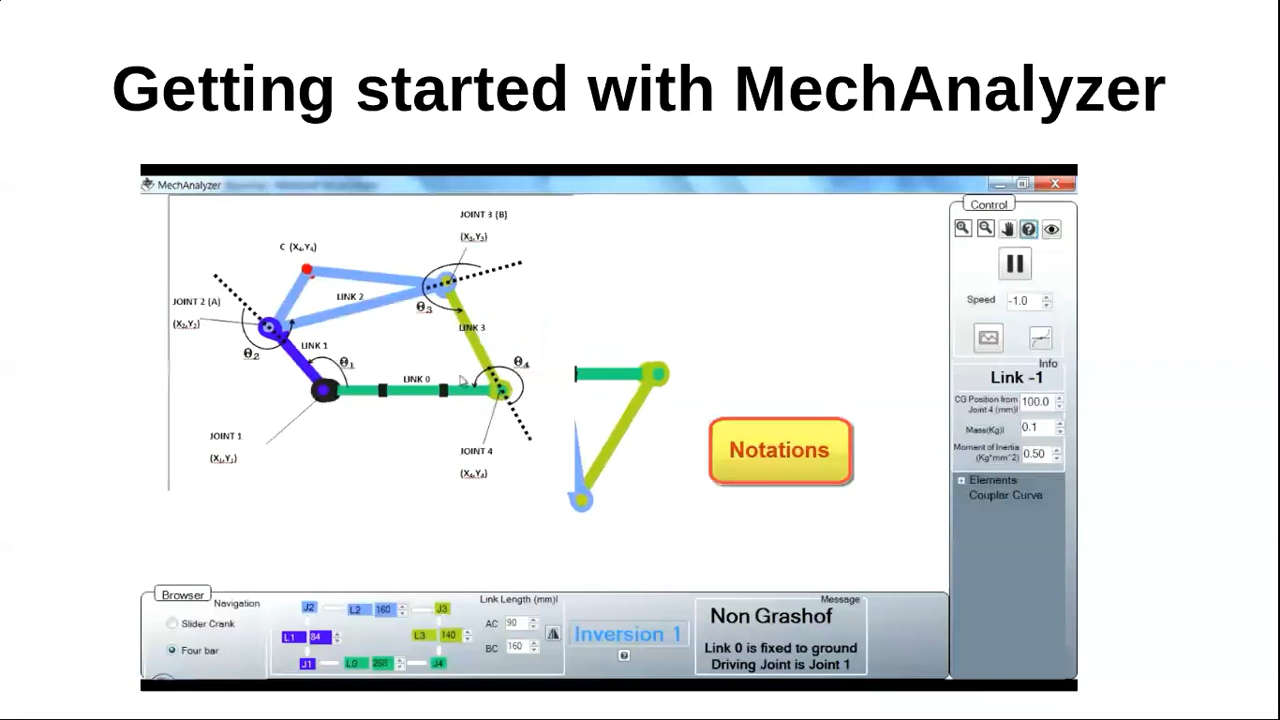 Getting started with MechAnalyzer
MechAnalyzer
Control
JOINT 3 (B)
C (X₄,Y₄)
LINK 2
Θ₃
JOINT 2 (A)
(X₂,Y₂)
Θ₂
LINK 1
Θ₁
LINK 3
Θ₄
LINK 0
JOINT 1
JOINT 4
(X₄,Y₄)
Notations
Speed -1.0
Info
Link -1
CG Position from
Joint 4 (mm) 100.0
Mass(Kg) 0.1
Moment of Inertia
(Kg*mm^2) 0.50
Elements
Coupler Curve
Browser
Navigation
Slider Crank
Four bar
J2 L2 160 J3
L1 84 L3 140
J1 L0 268 J4
Link Length (mm)
AC 90
BC 160
Inversion 1
Message
Non Grashof
Link 0 is fixed to ground
Driving Joint is Joint 1